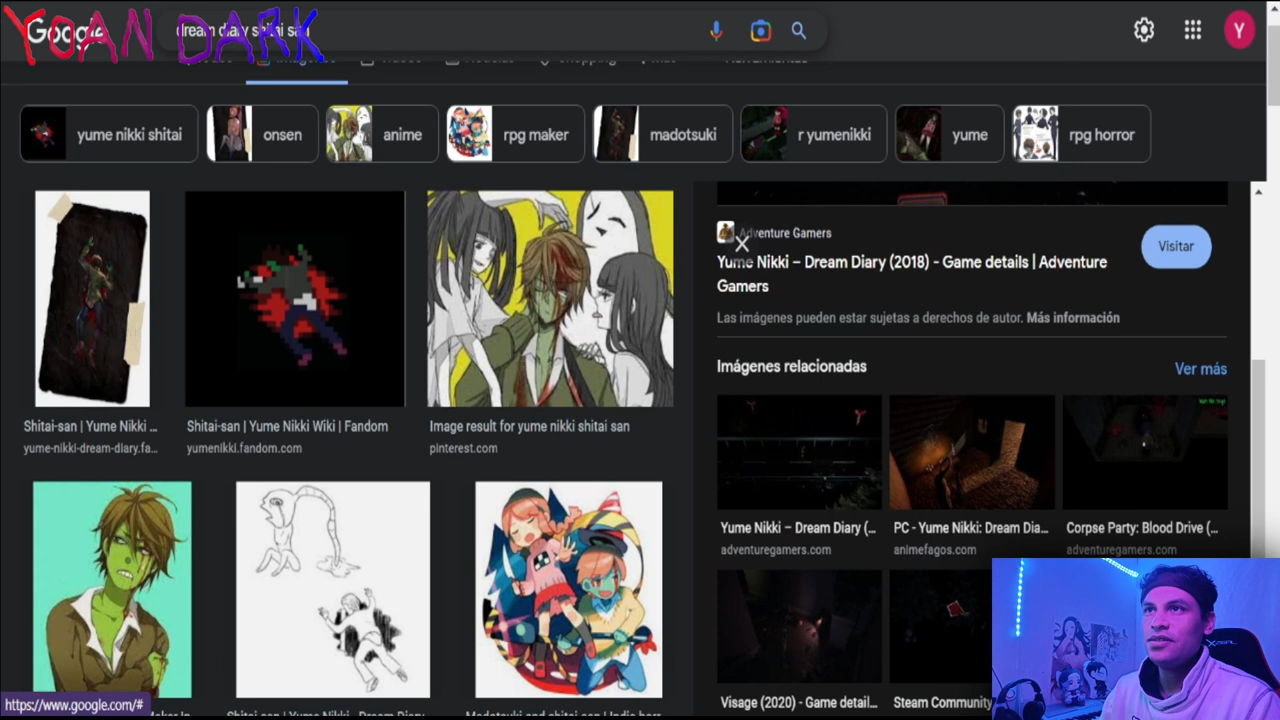 YOAN DARK
Google
dream diary shitai san
Y
yume nikki shitai
onsen
anime
rpg maker
madotsuki
r yumenikki
yume
rpg horror
Shitai-san | Yume Nikki ...
yume-nikki-dream-diary.fa...
Shitai-san | Yume Nikki Wiki | Fandom
yumenikki.fandom.com
Image result for yume nikki shitai san
pinterest.com
Adventure Gamers
Yume Nikki – Dream Diary (2018) - Game details | Adventure
Gamers
Visitar
Las imágenes pueden estar sujetas a derechos de autor. Más información
Imágenes relacionadas
Ver más
Yume Nikki – Dream Diary (...
adventuregamers.com
PC - Yume Nikki: Dream Dia...
animefagos.com
Corpse Party: Blood Drive (...
adventuregamers.com
Visage (2020) - Game detail...
Steam Community
https://www.google.com/#